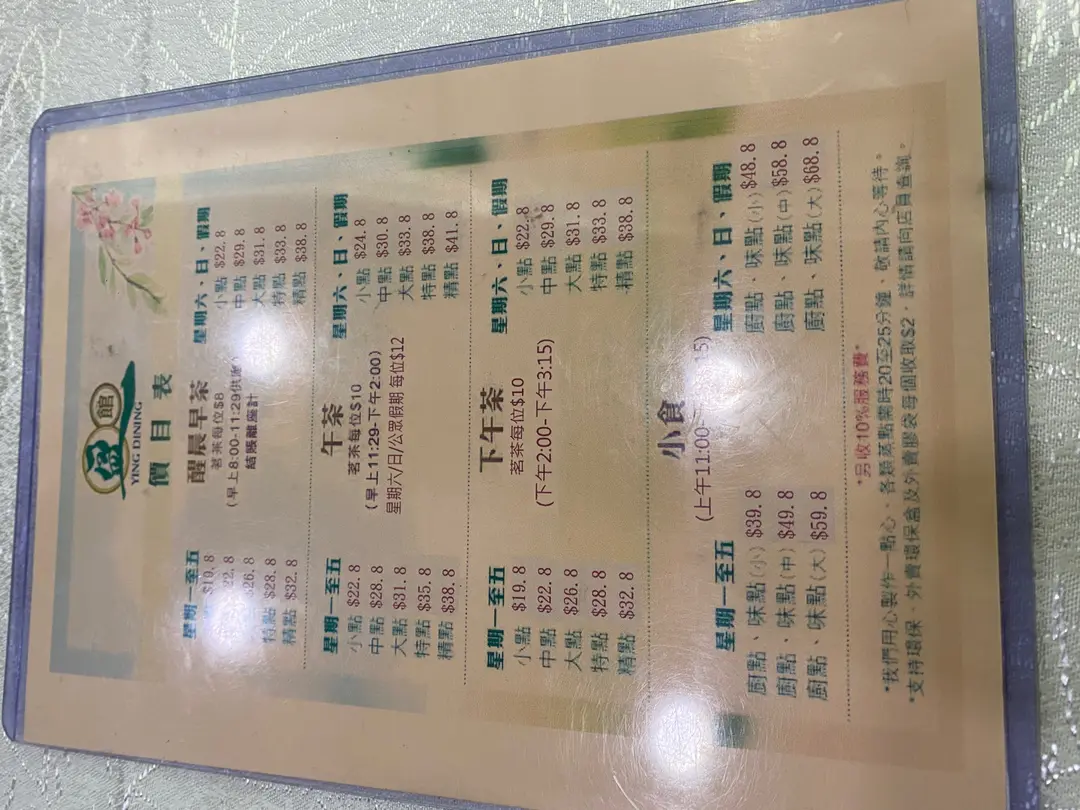 盈館
YING DINING
價目表
醒晨早茶
茗茶每位$8
(早上8:00-11:29供應)
結賬離座計
星期一至五
$19.8
22.8
26.8
特點 $28.8
精點 $32.8
星期六、日、假期
小點 $22.8
中點 $29.8
大點 $31.8
特點 $33.8
精點 $38.8
午茶
茗茶每位$10
(早上11:29-下午2:00)
星期六/日/公眾假期 每位$12
星期一至五
小點 $22.8
中點 $28.8
大點 $31.8
特點 $35.8
精點 $38.8
星期六、日、假期
小點 $24.8
中點 $30.8
大點 $33.8
特點 $38.8
精點 $41.8
下午茶
茗茶每位$10
(下午2:00-下午3:15)
星期一至五
小點 $19.8
中點 $22.8
大點 $26.8
特點 $28.8
精點 $32.8
星期六、日、假期
小點 $22.8
中點 $29.8
大點 $31.8
特點 $33.8
精點 $38.8
小食
(上午11:00- 15)
星期一至五
廚點、味點(小) $39.8
廚點、味點(中) $49.8
廚點、味點(大) $59.8
星期六、日、假期
廚點、味點(小) $48.8
廚點、味點(中) $58.8
廚點、味點(大) $68.8
*另收10%服務費*
*我們用心製作一點心、各類蒸點需時20至25分鐘、敬請內心等待。
*支持環保、外賣環保盒及外賣膠袋每個收取$2，詳情請向店員查詢。